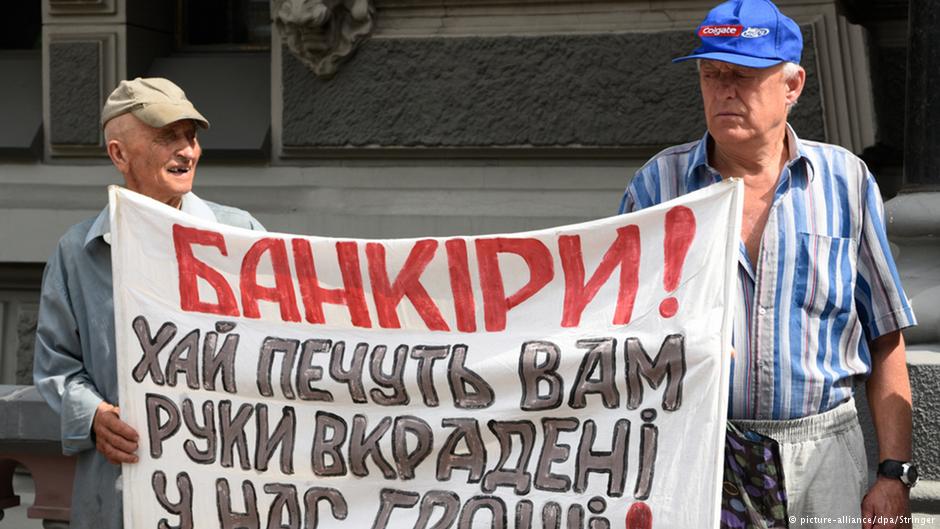 Colgate
БАНКІРИ!
ХАЙ ПЕЧУТЬ ВАМ
РУКИ ВКРАДЕНІ
У НАС ГРОШІ!
© picture-alliance/dpa/Stringer